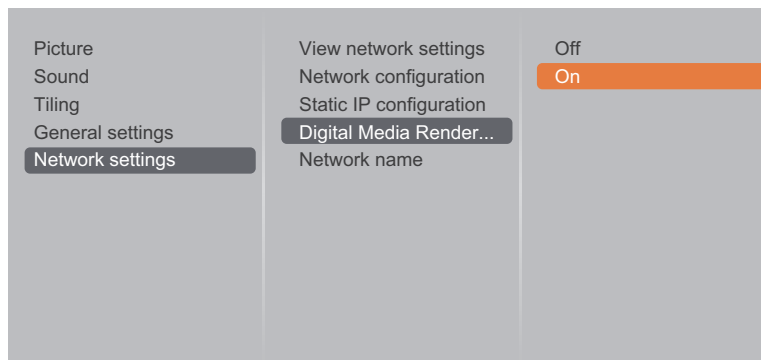 Picture
Sound
Tiling
General settings
Network settings
View network settings
Network configuration
Static IP configuration
Digital Media Render...
Network name
Off
On